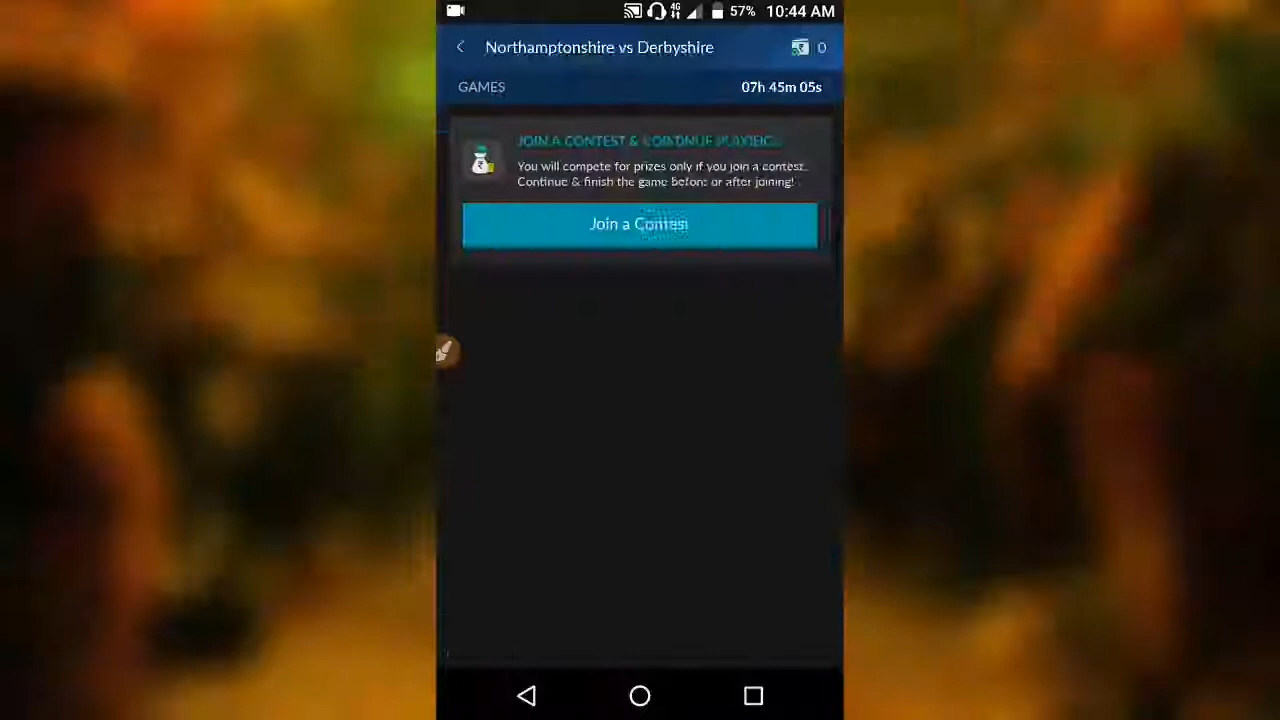 4G 57% 10:44 AM
Northamptonshire vs Derbyshire 0
GAMES 07h 45m 05s
JOIN A CONTEST & CONTINUE
You will compete for prizes only if you join a contest.
Continue & finish the game before or after joining!
Join a Contest